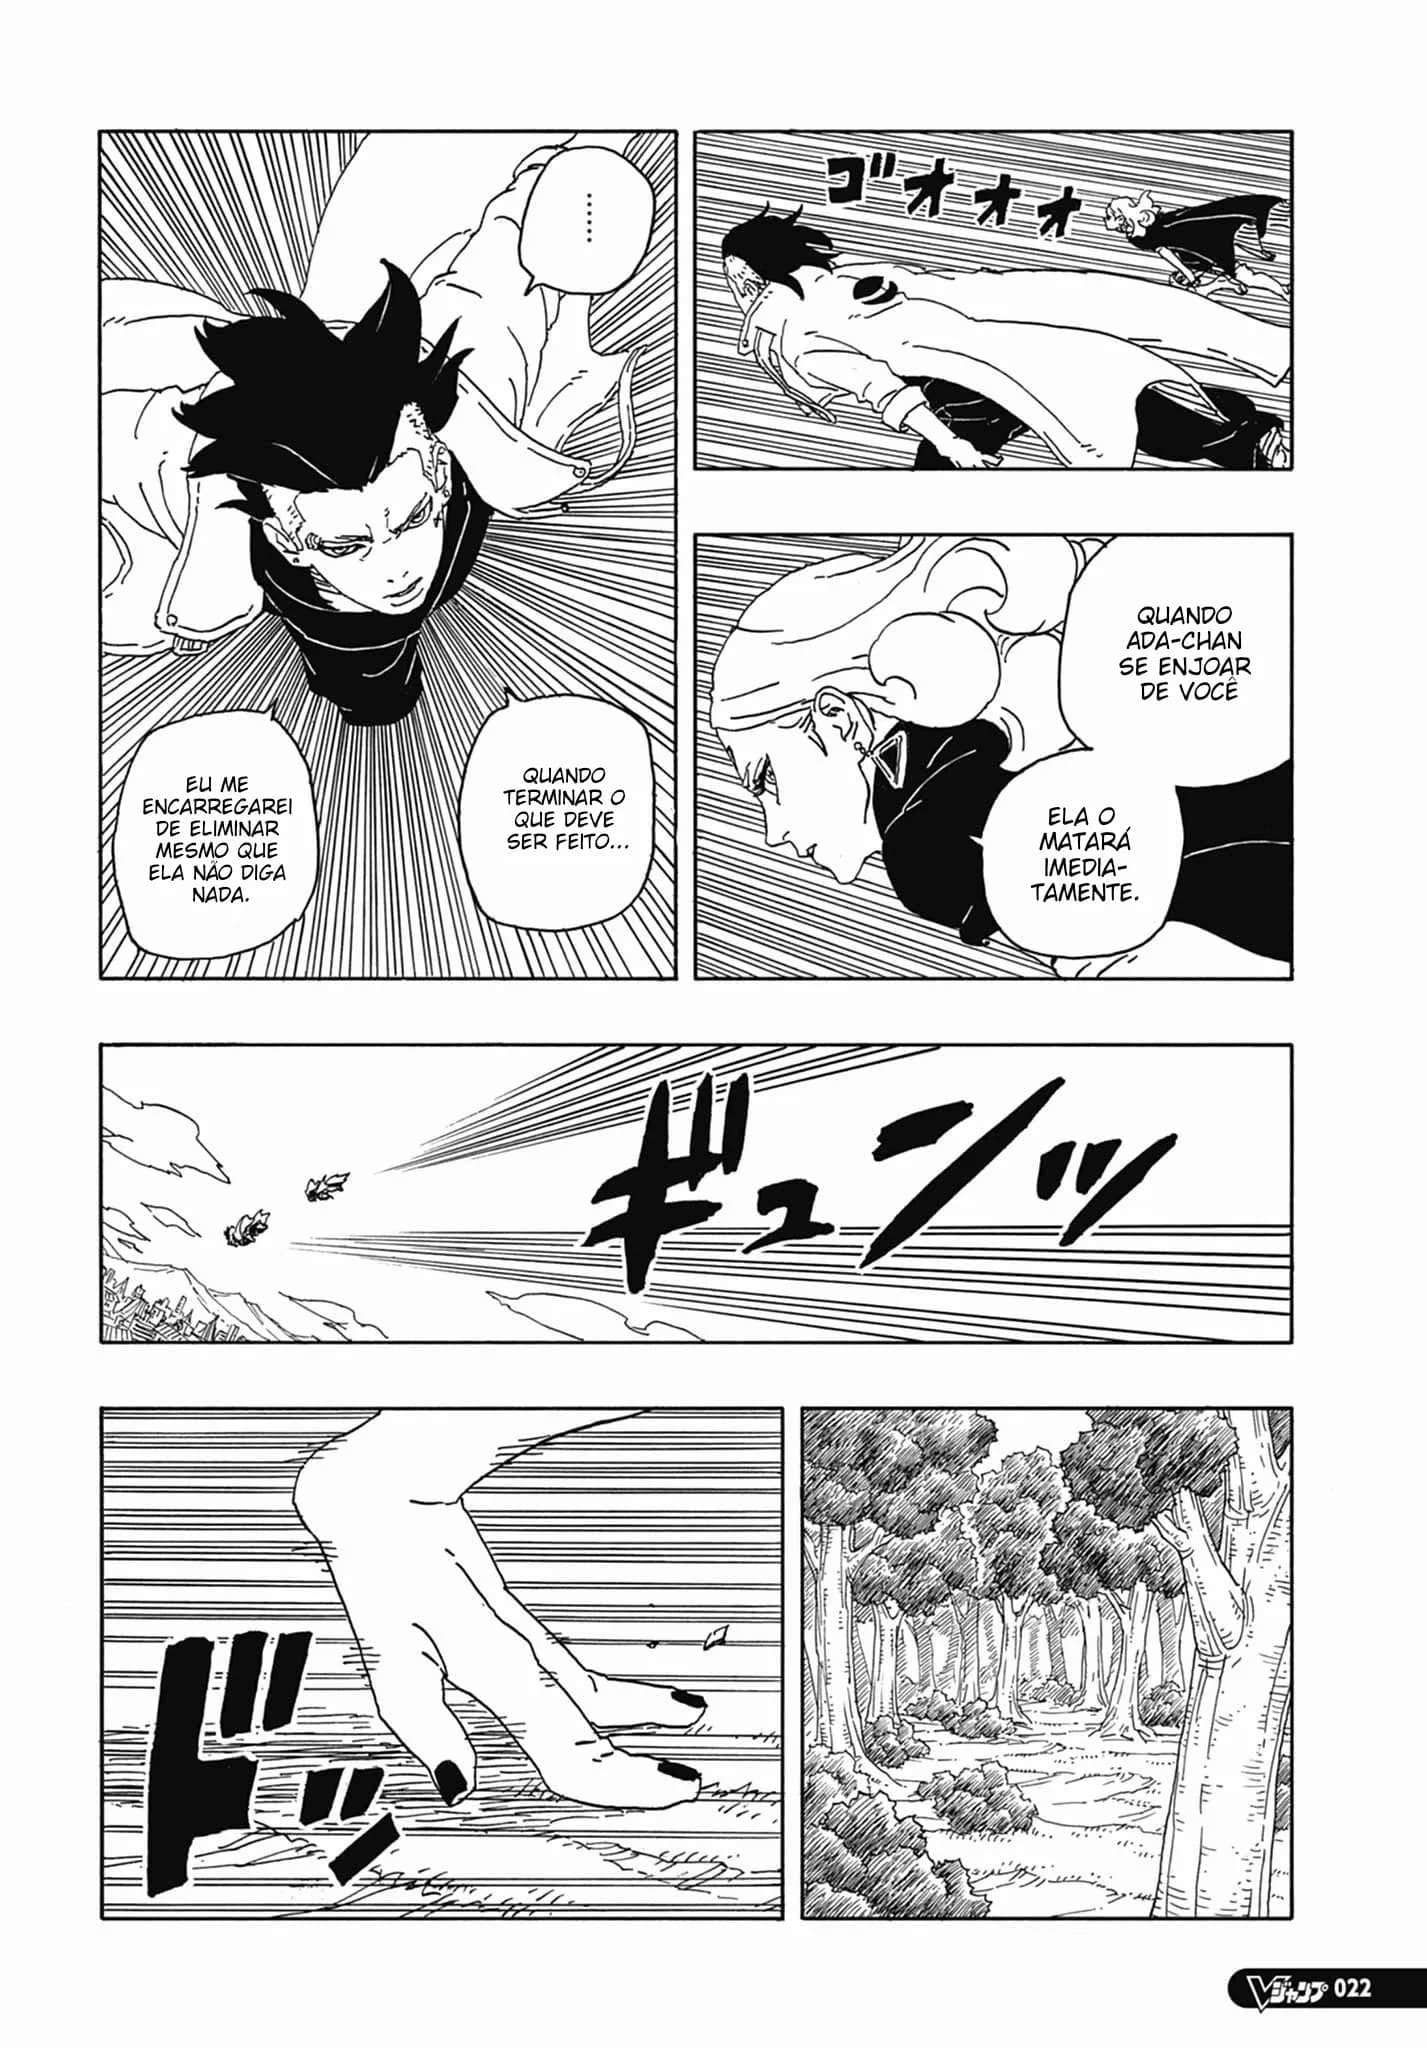 ゴオオオ
QUANDO
ADA-CHAN
SE ENJOAR
DE VOCÊ
ELA O
MATARÁ
IMEDIA-
TAMENTE.
......
QUANDO
TERMINAR O
QUE DEVE
SER FEITO...
EU ME
ENCARREGAREI
DE ELIMINAR
MESMO QUE
ELA NÃO DIGA
NADA.
ギュンッ
ドッ
Vジャンプ 022